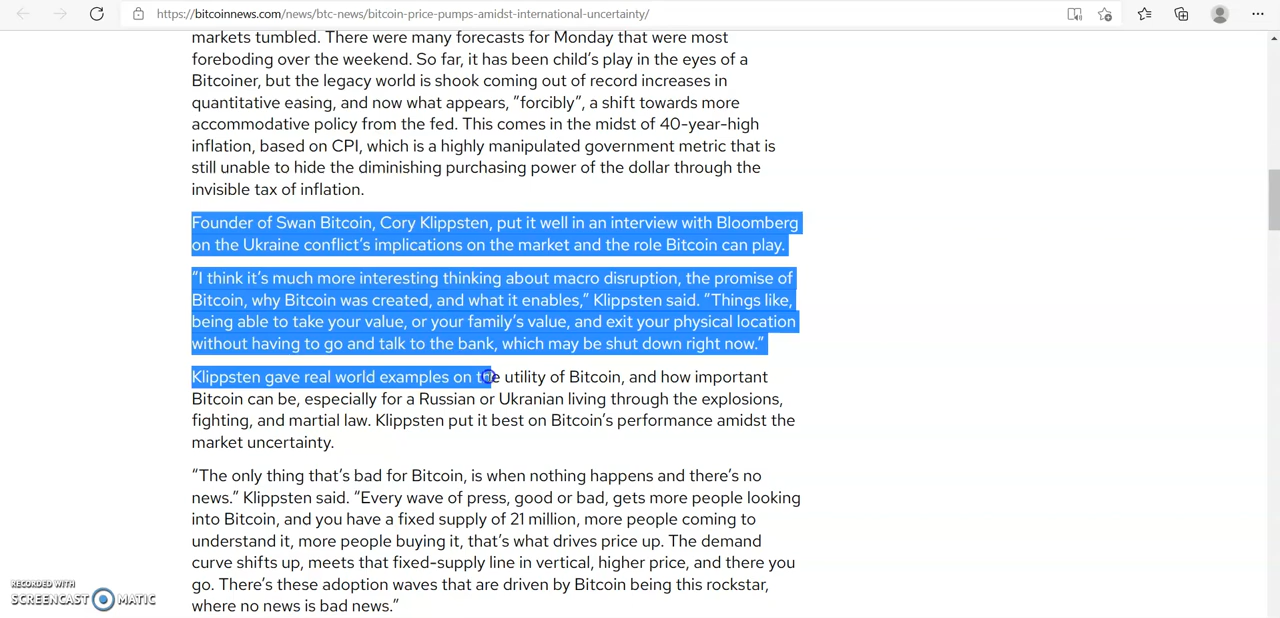 https://bitcoinnews.com/news/btc-news/bitcoin-price-pumps-amidst-international-uncertainty/
markets tumbled. There were many forecasts for Monday that were most
foreboding over the weekend. So far, it has been child’s play in the eyes of a
Bitcoiner, but the legacy world is shook coming out of record increases in
quantitative easing, and now what appears, ”forcibly”, a shift towards more
accommodative policy from the fed. This comes in the midst of 40-year-high
inflation, based on CPI, which is a highly manipulated government metric that is
still unable to hide the diminishing purchasing power of the dollar through the
invisible tax of inflation.
Founder of Swan Bitcoin, Cory Klippsten, put it well in an interview with Bloomberg
on the Ukraine conflict’s implications on the market and the role Bitcoin can play.
“I think it’s much more interesting thinking about macro disruption, the promise of
Bitcoin, why Bitcoin was created, and what it enables,” Klippsten said. ”Things like,
being able to take your value, or your family’s value, and exit your physical location
without having to go and talk to the bank, which may be shut down right now.”
Klippsten gave real world examples on the utility of Bitcoin, and how important
Bitcoin can be, especially for a Russian or Ukranian living through the explosions,
fighting, and martial law. Klippsten put it best on Bitcoin’s performance amidst the
market uncertainty.
“The only thing that’s bad for Bitcoin, is when nothing happens and there’s no
news.” Klippsten said. “Every wave of press, good or bad, gets more people looking
into Bitcoin, and you have a fixed supply of 21 million, more people coming to
understand it, more people buying it, that’s what drives price up. The demand
curve shifts up, meets that fixed-supply line in vertical, higher price, and there you
go. There’s these adoption waves that are driven by Bitcoin being this rockstar,
where no news is bad news.”
RECORDED WITH
SCREENCAST MATIC